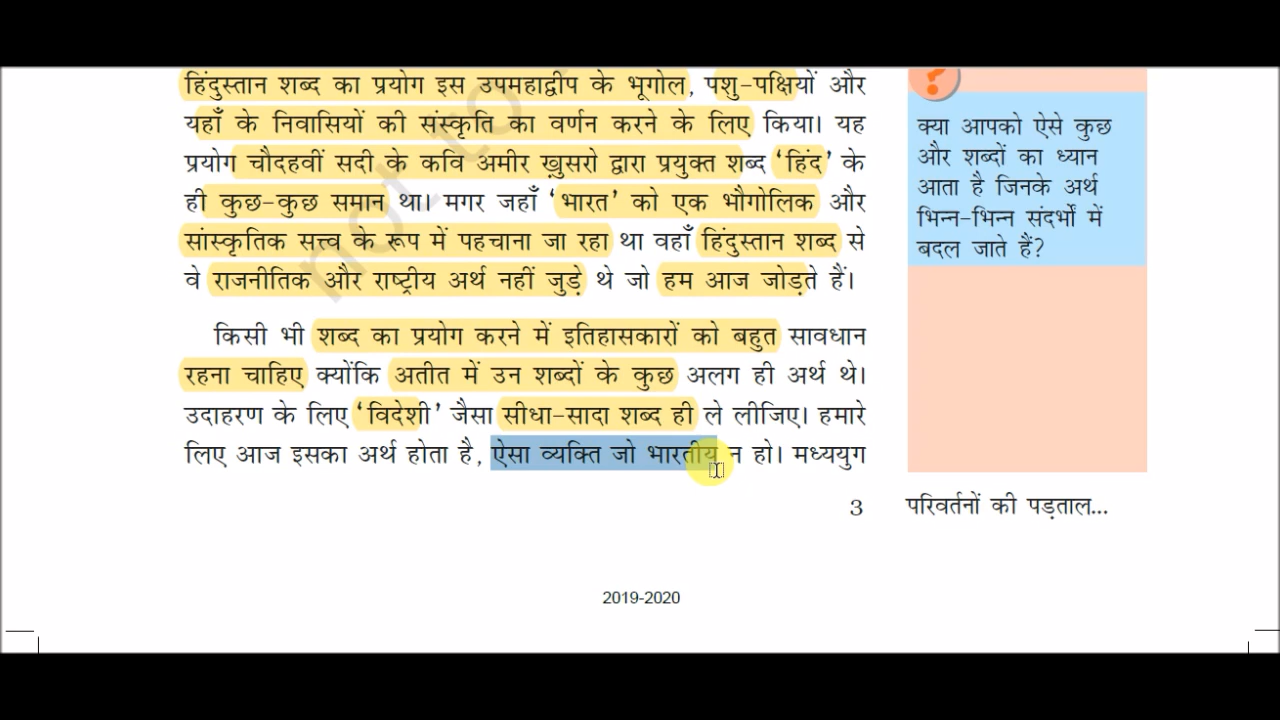 हिंदुस्तान शब्द का प्रयोग इस उपमहाद्वीप के भूगोल, पशु-पक्षियों और
यहाँ के निवासियों की संस्कृति का वर्णन करने के लिए किया। यह
प्रयोग चौदहवीं सदी के कवि अमीर ख़ुसरो द्वारा प्रयुक्त शब्द ‘हिंद’ के
ही कुछ-कुछ समान था। मगर जहाँ ‘भारत’ को एक भौगोलिक और
सांस्कृतिक सत्त्व के रूप में पहचाना जा रहा था वहाँ हिंदुस्तान शब्द से
वे राजनीतिक और राष्ट्रीय अर्थ नहीं जुड़े थे जो हम आज जोड़ते हैं।
किसी भी शब्द का प्रयोग करने में इतिहासकारों को बहुत सावधान
रहना चाहिए क्योंकि अतीत में उन शब्दों के कुछ अलग ही अर्थ थे।
उदाहरण के लिए ‘विदेशी’ जैसा सीधा-सादा शब्द ही ले लीजिए। हमारे
लिए आज इसका अर्थ होता है, ऐसा व्यक्ति जो भारतीय न हो। मध्ययुग
?
क्या आपको ऐसे कुछ
और शब्दों का ध्यान
आता है जिनके अर्थ
भिन्न-भिन्न संदर्भों में
बदल जाते हैं?
3
परिवर्तनों की पड़ताल...
2019-2020
not to